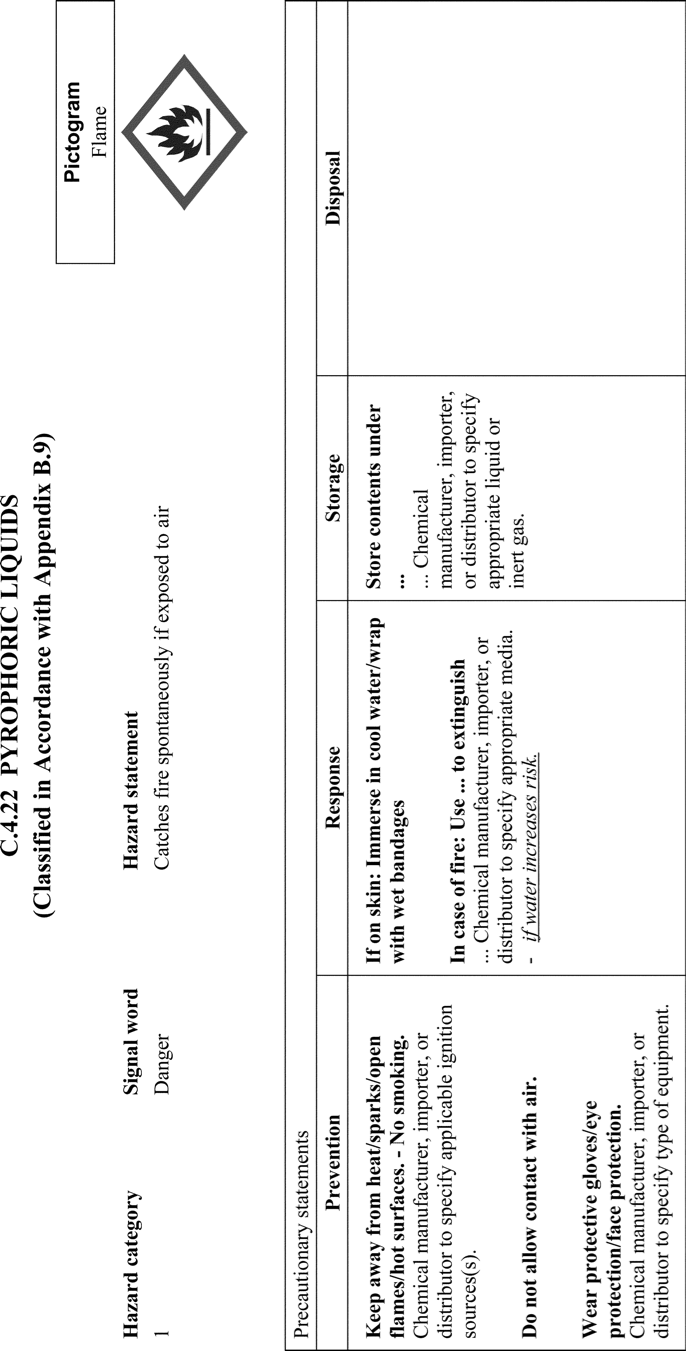 C.4.22 PYROPHORIC LIQUIDS
(Classified in Accordance with Appendix B.9)
Pictogram
Flame
Hazard category
1
Signal word
Danger
Hazard statement
Catches fire spontaneously if exposed to air
Precautionary statements
Prevention
Keep away from heat/sparks/open
flames/hot surfaces. - No smoking.
Chemical manufacturer, importer, or
distributor to specify applicable ignition
sources(s).
Do not allow contact with air.
Wear protective gloves/eye
protection/face protection.
Chemical manufacturer, importer, or
distributor to specify type of equipment.
Response
If on skin: Immerse in cool water/wrap
with wet bandages
In case of fire: Use ... to extinguish
... Chemical manufacturer, importer, or
distributor to specify appropriate media.
- if water increases risk.
Storage
Store contents under
...
... Chemical
manufacturer, importer,
or distributor to specify
appropriate liquid or
inert gas.
Disposal